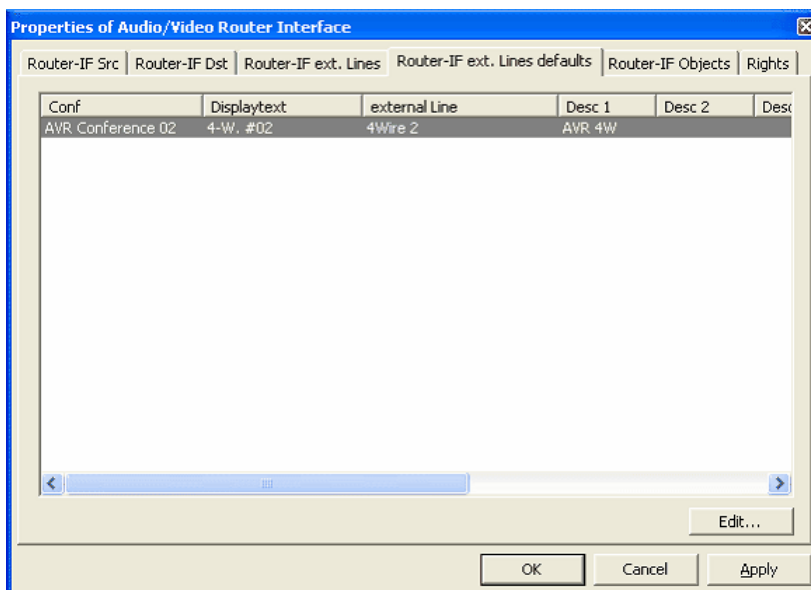 Properties of Audio/Video Router Interface
Router-IF Src Router-IF Dst Router-IF ext. Lines Router-IF ext. Lines defaults Router-IF Objects Rights
Conf Displaytext external Line Desc 1 Desc 2 Desc
AVR Conference 02 4-W. #02 4Wire 2 AVR 4W
Edit...
OK Cancel Apply